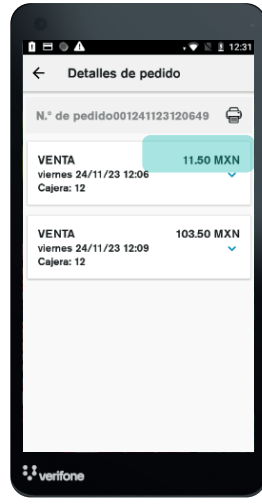 12:31
Detalles de pedido
N.° de pedido001241123120649
VENTA 11.50 MXN
viernes 24/11/23 12:06
Cajera: 12
VENTA 103.50 MXN
viernes 24/11/23 12:09
Cajera: 12
verifone